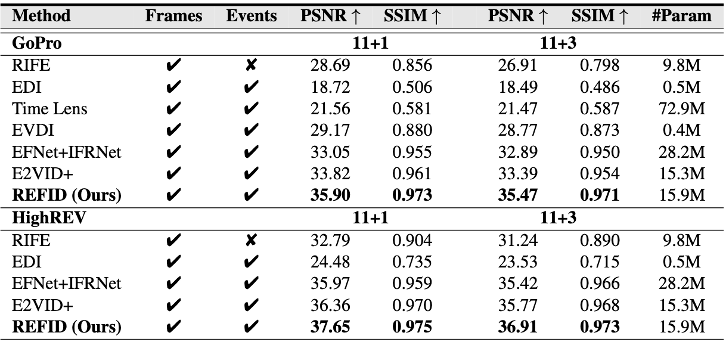 Method Frames Events PSNR ↑ SSIM ↑ PSNR ↑ SSIM ↑ #Param
GoPro 11+1 11+3
RIFE ✔ ✘ 28.69 0.856 26.91 0.798 9.8M
EDI ✔ ✔ 18.72 0.506 18.49 0.486 0.5M
Time Lens ✔ ✔ 21.56 0.581 21.47 0.587 72.9M
EVDI ✔ ✔ 29.17 0.880 28.77 0.873 0.4M
EFNet+IFRNet ✔ ✔ 33.05 0.955 32.89 0.950 28.2M
E2VID+ ✔ ✔ 33.82 0.961 33.39 0.954 15.3M
REFID (Ours) ✔ ✔ 35.90 0.973 35.47 0.971 15.9M
HighREV 11+1 11+3
RIFE ✔ ✘ 32.79 0.904 31.24 0.890 9.8M
EDI ✔ ✔ 24.48 0.735 23.53 0.715 0.5M
EFNet+IFRNet ✔ ✔ 35.97 0.959 35.42 0.966 28.2M
E2VID+ ✔ ✔ 36.36 0.970 35.77 0.968 15.3M
REFID (Ours) ✔ ✔ 37.65 0.975 36.91 0.973 15.9M